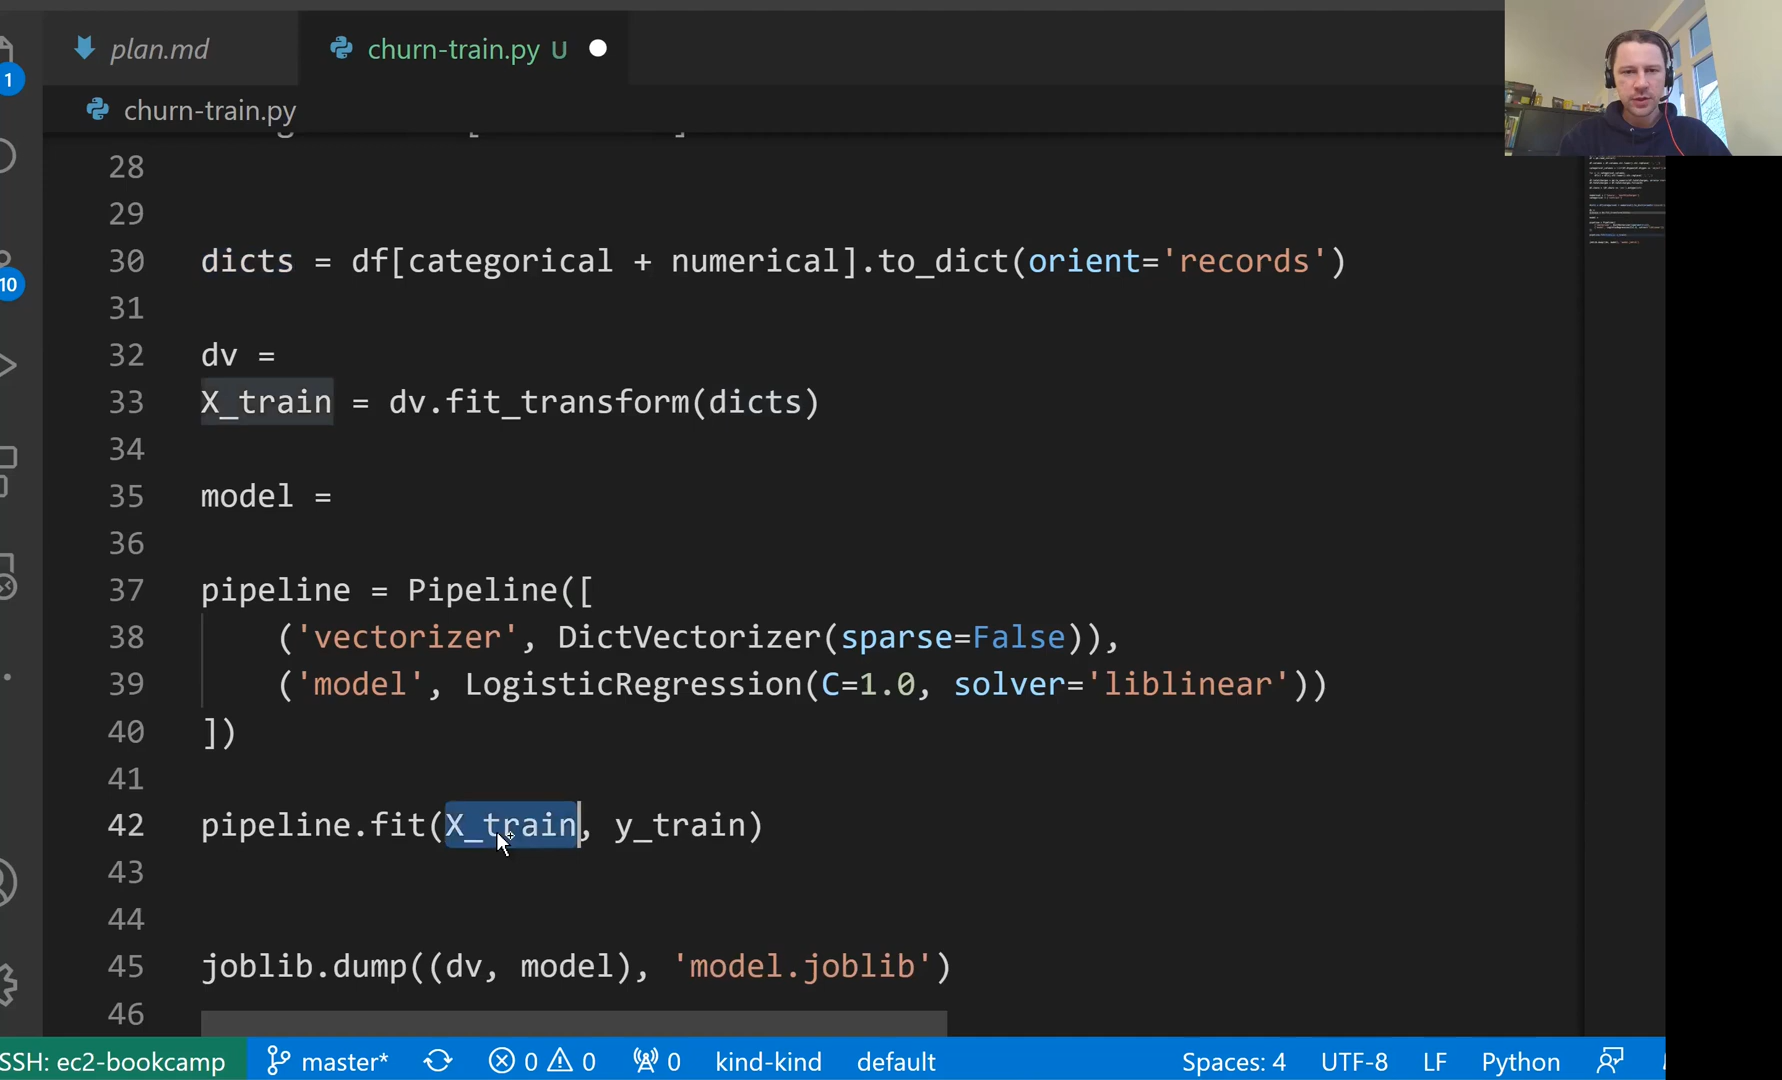 plan.md
churn-train.py U
churn-train.py
1
10
28
29
30 dicts = df[categorical + numerical].to_dict(orient='records')
31
32 dv =
33 X_train = dv.fit_transform(dicts)
34
35 model =
36
37 pipeline = Pipeline([
38 ('vectorizer', DictVectorizer(sparse=False)),
39 ('model', LogisticRegression(C=1.0, solver='liblinear'))
40 ])
41
42 pipeline.fit(X_train, y_train)
43
44
45 joblib.dump((dv, model), 'model.joblib')
46
SSH: ec2-bookcamp master* 0 0 0 kind-kind default Spaces: 4 UTF-8 LF Python